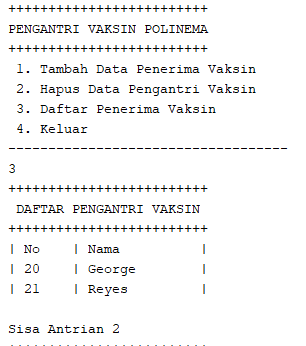 +++++++++++++++++++++++++
PENGANTRI VAKSIN POLINEMA
+++++++++++++++++++++++++
1. Tambah Data Penerima Vaksin
2. Hapus Data Pengantri Vaksin
3. Daftar Penerima Vaksin
4. Keluar
-----------------------------------
3
+++++++++++++++++++++++++
DAFTAR PENGANTRI VAKSIN
+++++++++++++++++++++++++
| No | Nama |
| 20 | George |
| 21 | Reyes |
Sisa Antrian 2